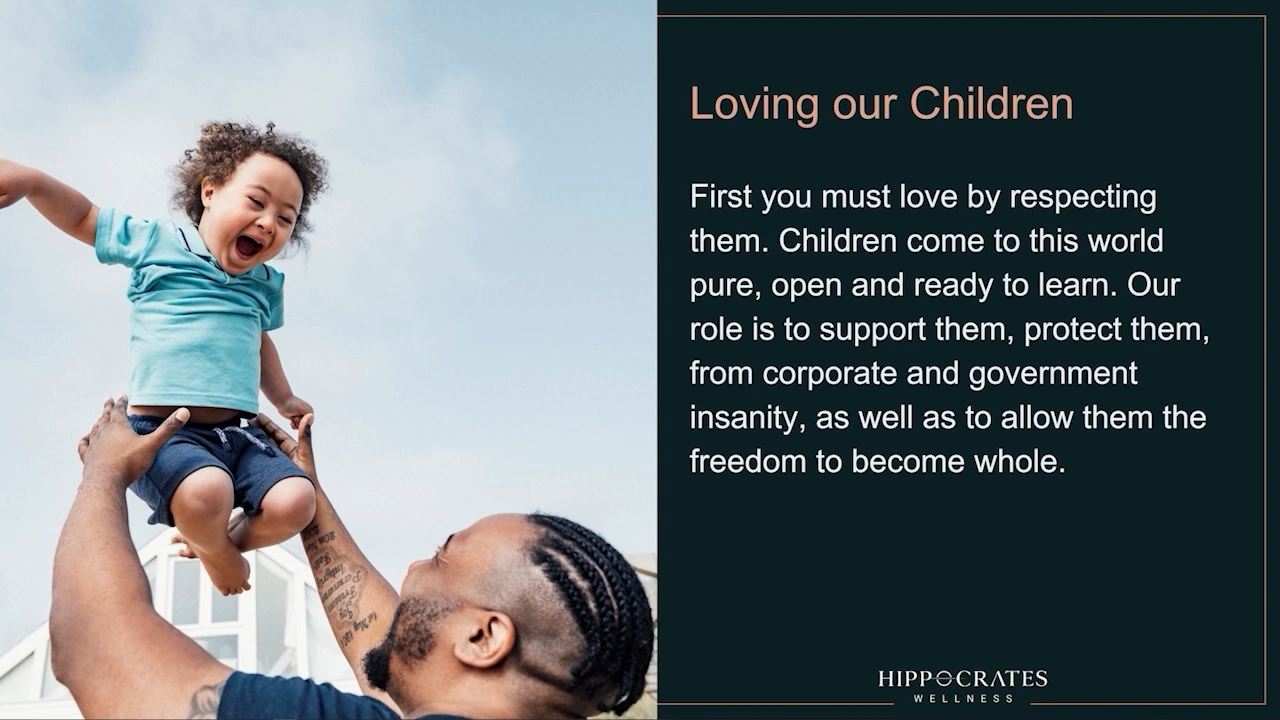 Loving our Children
First you must love by respecting
them. Children come to this world
pure, open and ready to learn. Our
role is to support them, protect them,
from corporate and government
insanity, as well as to allow them the
freedom to become whole.
HIPPOCRATES
WELLNESS